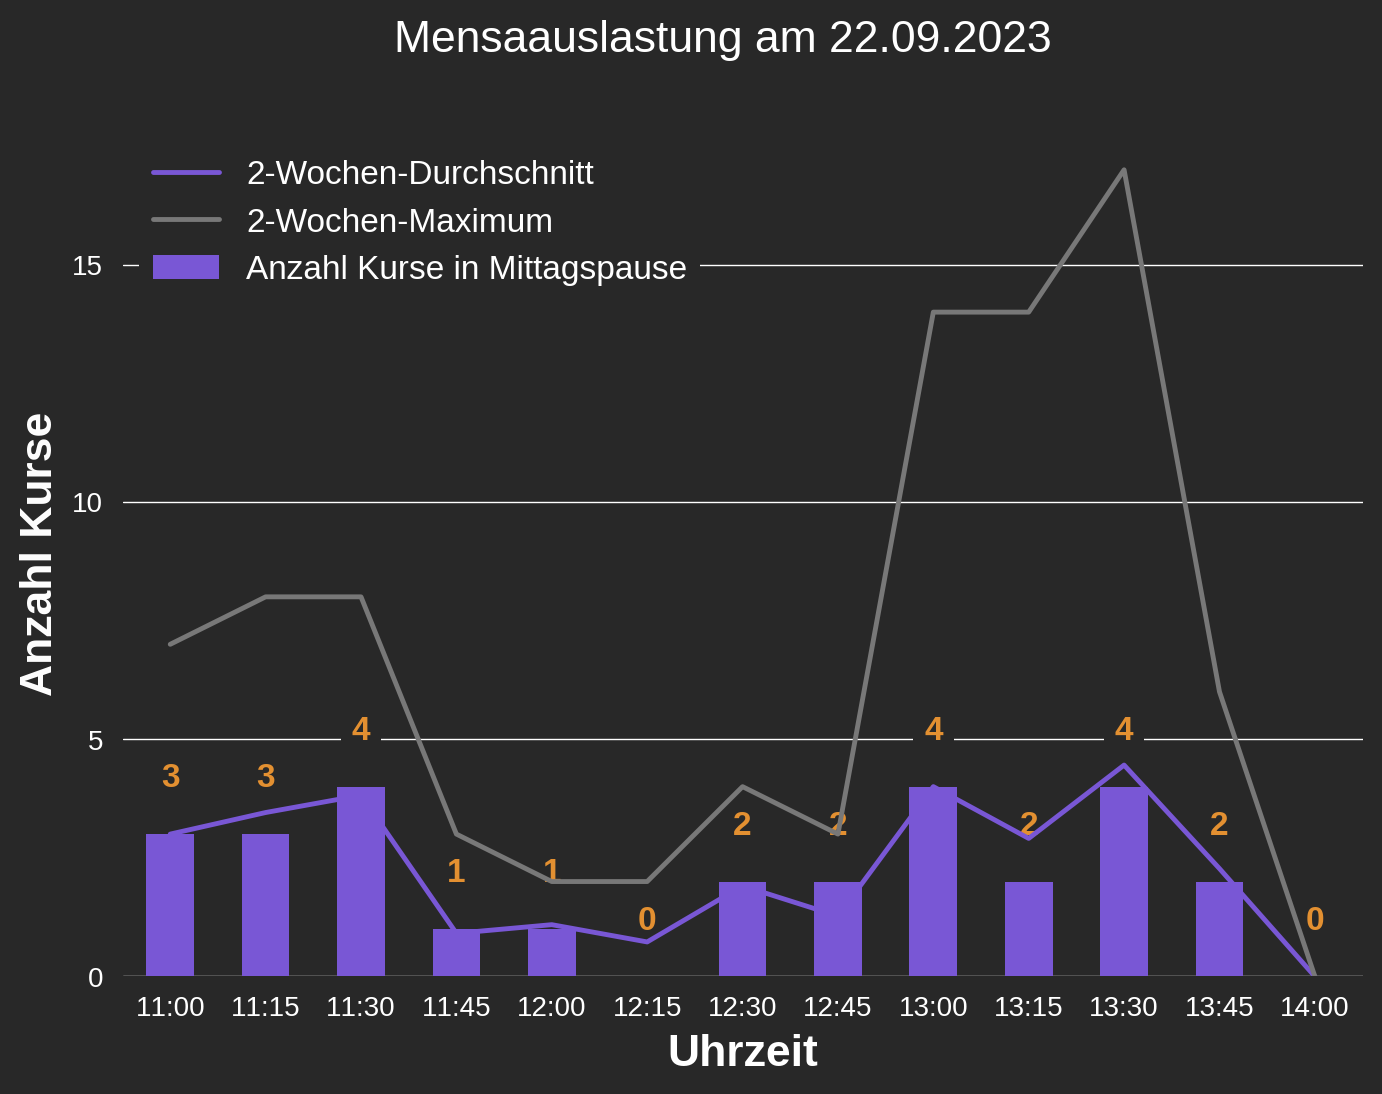 Mensaauslastung am 22.09.2023
2-Wochen-Durchschnitt
2-Wochen-Maximum
Anzahl Kurse in Mittagspause
Anzahl Kurse
15
10
5
0
3
3
4
1
1
0
2
2
4
2
4
2
0
11:00 11:15 11:30 11:45 12:00 12:15 12:30 12:45 13:00 13:15 13:30 13:45 14:00
Uhrzeit